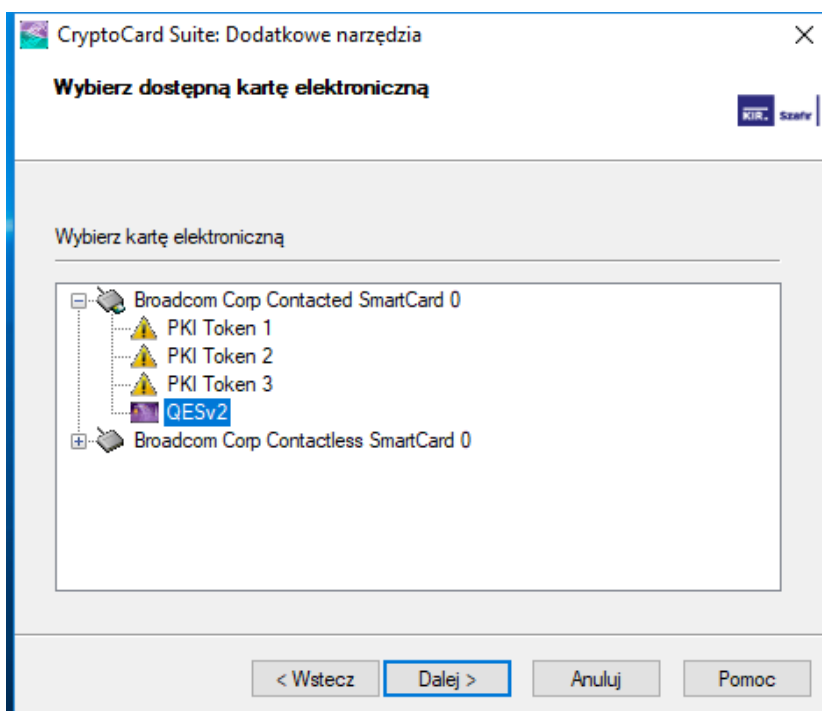 CryptoCard Suite: Dodatkowe narzędzia
Wybierz dostępną kartę elektroniczną
KIR. Szafir
Wybierz kartę elektroniczną
Broadcom Corp Contacted SmartCard 0
PKI Token 1
PKI Token 2
PKI Token 3
QESv2
Broadcom Corp Contactless SmartCard 0
< Wstecz
Dalej >
Anuluj
Pomoc